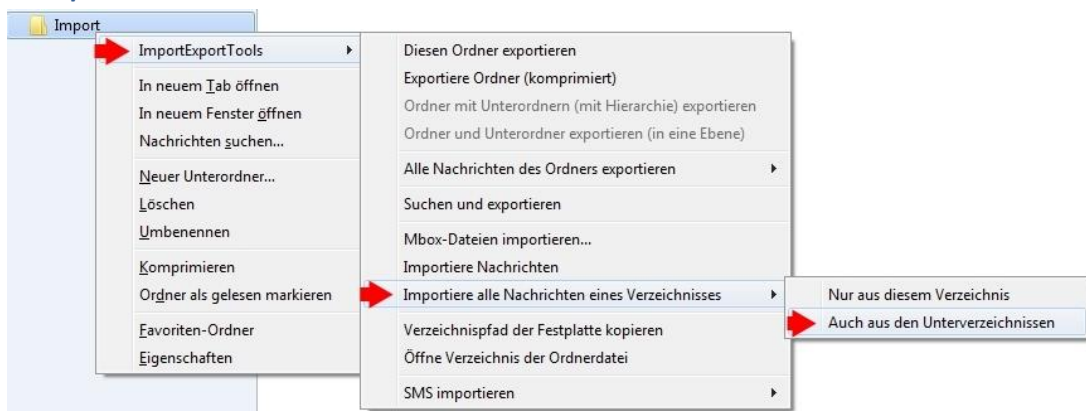 Import
ImportExportTools
In neuem Tab öffnen
In neuem Fenster öffnen
Nachrichten suchen...
Neuer Unterordner...
Löschen
Umbenennen
Komprimieren
Ordner als gelesen markieren
Favoriten-Ordner
Eigenschaften
Diesen Ordner exportieren
Exportiere Ordner (komprimiert)
Ordner mit Unterordnern (mit Hierarchie) exportieren
Ordner und Unterordner exportieren (in eine Ebene)
Alle Nachrichten des Ordners exportieren
Suchen und exportieren
Mbox-Dateien importieren...
Importiere Nachrichten
Importiere alle Nachrichten eines Verzeichnisses
Verzeichnispfad der Festplatte kopieren
Öffne Verzeichnis der Ordnerdatei
SMS importieren
Nur aus diesem Verzeichnis
Auch aus den Unterverzeichnissen